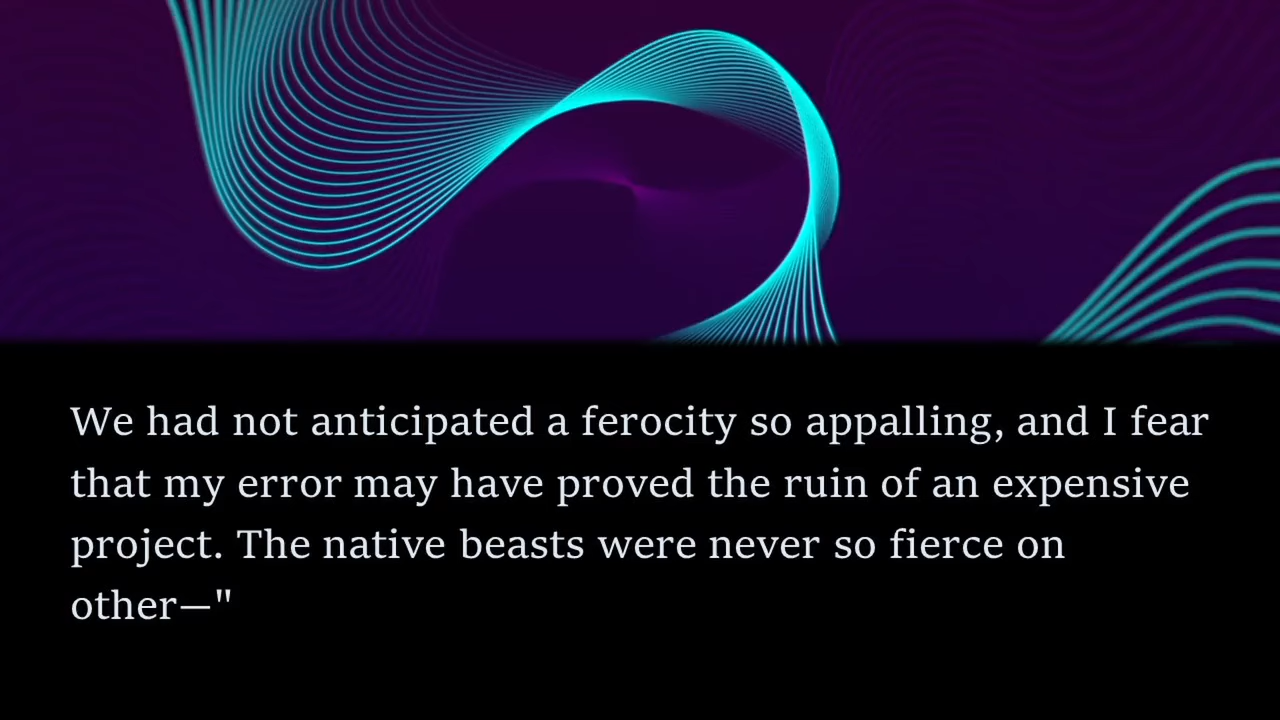 We had not anticipated a ferocity so appalling, and I fear
that my error may have proved the ruin of an expensive
project. The native beasts were never so fierce on
other—"